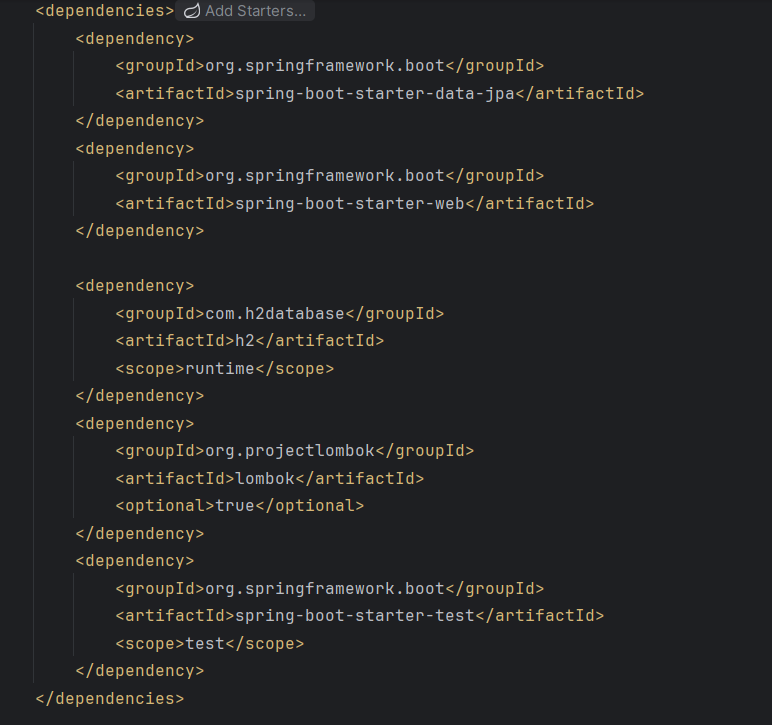 <dependencies> Add Starters...
    <dependency>
        <groupId>org.springframework.boot</groupId>
        <artifactId>spring-boot-starter-data-jpa</artifactId>
    </dependency>
    <dependency>
        <groupId>org.springframework.boot</groupId>
        <artifactId>spring-boot-starter-web</artifactId>
    </dependency>

    <dependency>
        <groupId>com.h2database</groupId>
        <artifactId>h2</artifactId>
        <scope>runtime</scope>
    </dependency>
    <dependency>
        <groupId>org.projectlombok</groupId>
        <artifactId>lombok</artifactId>
        <optional>true</optional>
    </dependency>
    <dependency>
        <groupId>org.springframework.boot</groupId>
        <artifactId>spring-boot-starter-test</artifactId>
        <scope>test</scope>
    </dependency>
</dependencies>